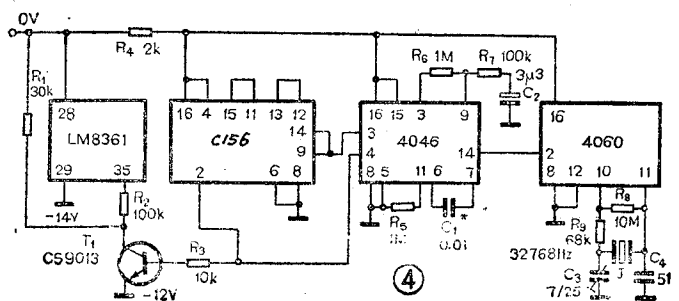 0V
R4 2k
R6 1M
R7 100k
3μ3
C2
R1
30k
28
LM8361
29
35
-14V
R2
100k
T1
CS9013
-12V
R3
10k
16
4
15
11
13
12
C156
14
9
2
6
8
16
15
3
9
3
4046
4
14
8
5
11
6
7
R5
C1 *
0.01
16
4060
2
8
12
10
11
R8
10M
R9
68k
32768Hz
J
C3
7/25
C4
51
④